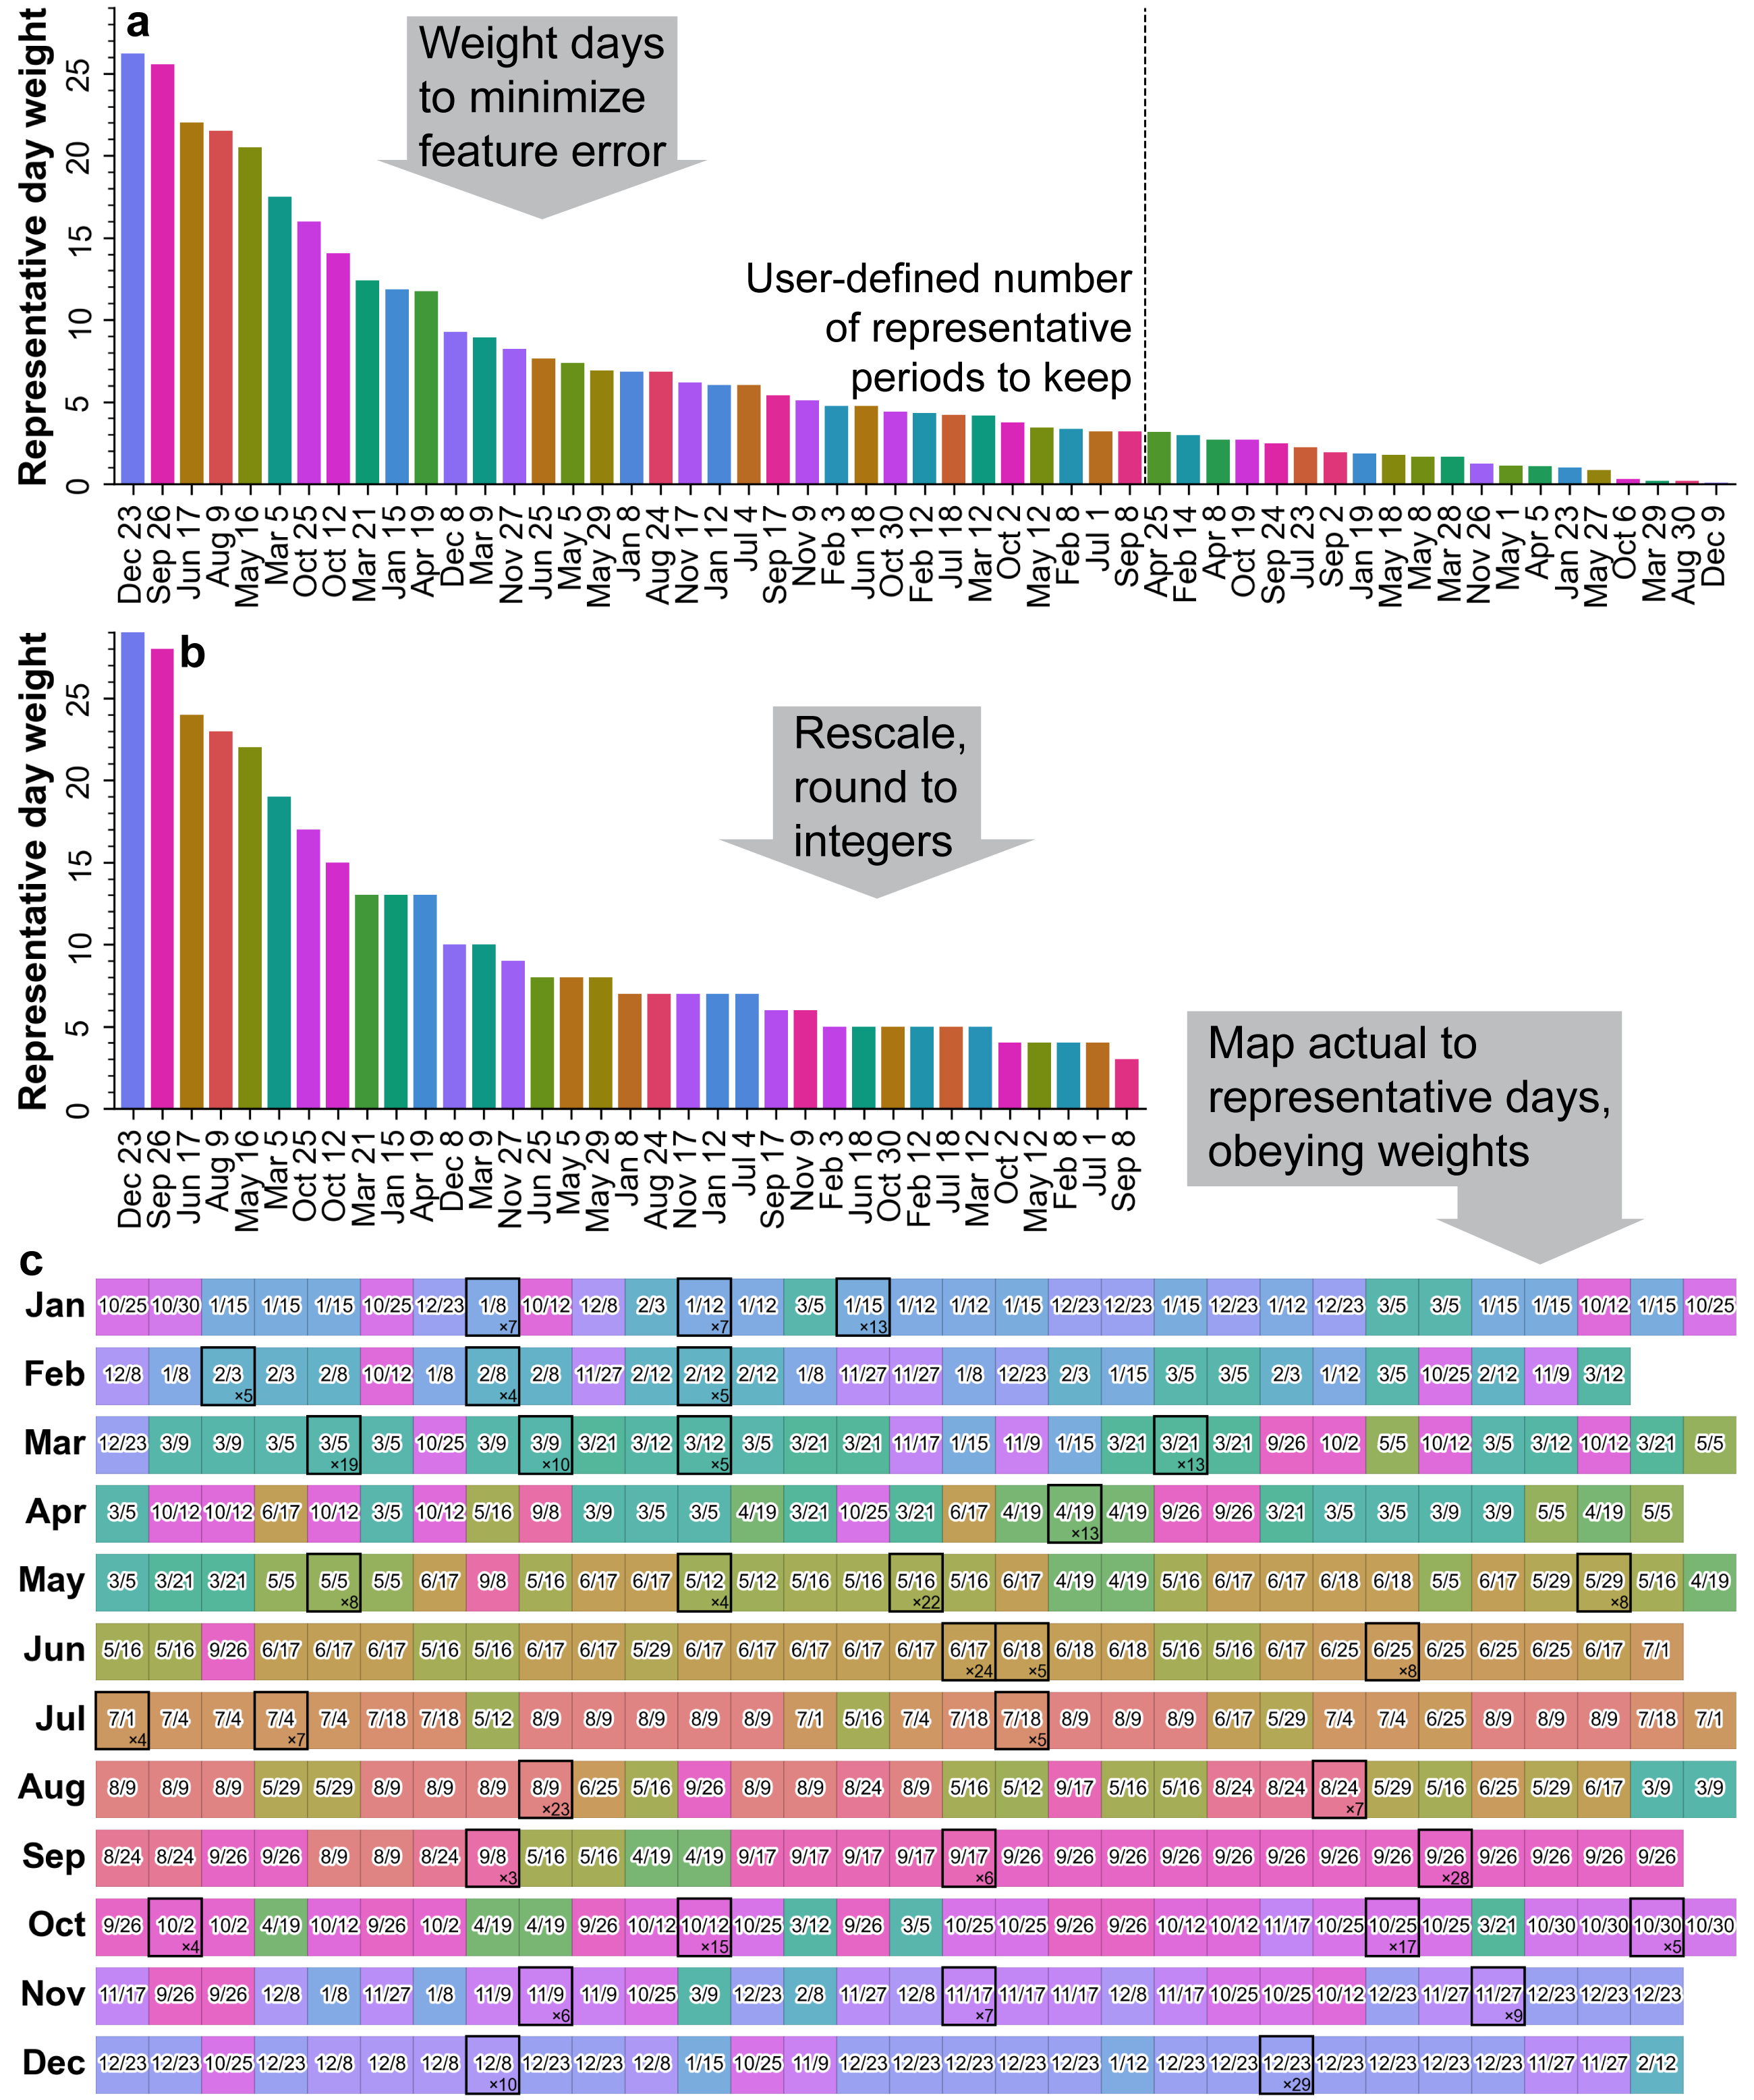 a
Representative day weight
25
20
15
10
5
0
Weight days
to minimize
feature error
User-defined number
of representative
periods to keep
Dec 23 Sep 26 Jun 17 Aug 9 May 16 Mar 5 Oct 25 Oct 12 Mar 21 Jan 15 Apr 19 Dec 8 Mar 9 Nov 27 Jun 25 May 5 May 29 Jan 8 Aug 24 Nov 17 Jan 12 Jul 4 Sep 17 Nov 9 Feb 3 Jun 18 Oct 30 Feb 12 Jul 18 Mar 12 Oct 2 May 12 Feb 8 Jul 1 Sep 8 Apr 25 Feb 14 Apr 8 Oct 19 Sep 24 Jul 23 Sep 2 Jan 19 May 18 May 8 Mar 28 Nov 26 May 1 Apr 5 Jan 23 May 27 Oct 6 Mar 29 Aug 30 Dec 9
b
Representative day weight
25
20
15
10
5
0
Rescale,
round to
integers
Dec 23 Sep 26 Jun 17 Aug 9 May 16 Mar 5 Oct 25 Oct 12 Mar 21 Jan 15 Apr 19 Dec 8 Mar 9 Nov 27 Jun 25 May 5 May 29 Jan 8 Aug 24 Nov 17 Jan 12 Jul 4 Sep 17 Nov 9 Feb 3 Jun 18 Oct 30 Feb 12 Jul 18 Mar 12 Oct 2 May 12 Feb 8 Jul 1 Sep 8
Map actual to
representative days,
obeying weights
c
Jan 10/25 10/30 1/15 1/15 1/15 10/25 12/23 1/8 ×7 10/12 12/8 2/3 1/12 ×7 1/12 3/5 1/15 ×13 1/12 1/12 1/15 12/23 12/23 1/15 12/23 1/12 12/23 3/5 3/5 1/15 1/15 10/12 1/15 10/25
Feb 12/8 1/8 2/3 ×5 2/3 2/8 10/12 1/8 2/8 ×4 2/8 11/27 2/12 2/12 ×5 2/12 1/8 11/27 11/27 1/8 12/23 2/3 1/15 3/5 3/5 2/3 1/12 3/5 10/25 2/12 11/9 3/12
Mar 12/23 3/9 3/9 3/5 3/5 ×19 3/5 10/25 3/9 3/9 ×10 3/21 3/12 3/12 ×5 3/5 3/21 3/21 11/17 1/15 11/9 1/15 3/21 3/21 ×13 3/21 9/26 10/2 5/5 10/12 3/5 3/12 10/12 3/21 5/5
Apr 3/5 10/12 10/12 6/17 10/12 3/5 10/12 5/16 9/8 3/9 3/5 3/5 4/19 3/21 10/25 3/21 6/17 4/19 4/19 ×13 4/19 9/26 9/26 3/21 3/5 3/5 3/9 3/9 5/5 4/19 5/5
May 3/5 3/21 3/21 5/5 5/5 ×8 5/5 6/17 9/8 5/16 6/17 6/17 5/12 ×4 5/12 5/16 5/16 5/16 ×22 5/16 6/17 4/19 4/19 5/16 6/17 6/17 6/18 6/18 5/5 6/17 5/29 5/29 ×8 5/16 4/19
Jun 5/16 5/16 9/26 6/17 6/17 6/17 5/16 5/16 6/17 6/17 5/29 6/17 6/17 6/17 6/17 6/17 6/17 ×24 6/18 ×5 6/18 6/18 5/16 5/16 6/17 6/25 6/25 ×8 6/25 6/25 6/25 6/17 7/1
Jul 7/1 ×4 7/4 7/4 7/4 ×7 7/4 7/18 7/18 5/12 8/9 8/9 8/9 8/9 8/9 7/1 5/16 7/4 7/18 7/18 ×5 8/9 8/9 8/9 6/17 5/29 7/4 7/4 6/25 8/9 8/9 8/9 7/18 7/1
Aug 8/9 8/9 8/9 5/29 5/29 8/9 8/9 8/9 8/9 ×23 6/25 5/16 9/26 8/9 8/9 8/24 8/9 5/16 5/12 9/17 5/16 5/16 8/24 8/24 8/24 ×7 5/29 5/16 6/25 5/29 6/17 3/9 3/9
Sep 8/24 8/24 9/26 9/26 8/9 8/9 8/24 9/8 ×3 5/16 5/16 4/19 4/19 9/17 9/17 9/17 9/17 9/17 ×6 9/26 9/26 9/26 9/26 9/26 9/26 9/26 9/26 9/26 ×28 9/26 9/26 9/26 9/26
Oct 9/26 10/2 ×4 10/2 4/19 10/12 9/26 10/2 4/19 4/19 9/26 10/12 10/12 ×15 10/25 3/12 9/26 3/5 10/25 10/25 9/26 9/26 10/12 10/12 11/17 10/25 10/25 ×17 10/25 3/21 10/30 10/30 10/30 ×5 10/30
Nov 11/17 9/26 9/26 12/8 1/8 11/27 1/8 11/9 11/9 ×6 11/9 10/25 3/9 12/23 2/8 11/27 12/8 11/17 ×7 11/17 11/17 12/8 11/17 10/25 10/25 10/12 12/23 11/27 11/27 ×9 12/23 12/23 12/23
Dec 12/23 12/23 10/25 12/23 12/8 12/8 12/8 12/8 ×10 12/23 12/23 12/8 1/15 10/25 11/9 12/23 12/23 12/23 12/23 12/23 1/12 12/23 12/23 12/23 ×29 12/23 12/23 12/23 12/23 11/27 11/27 2/12